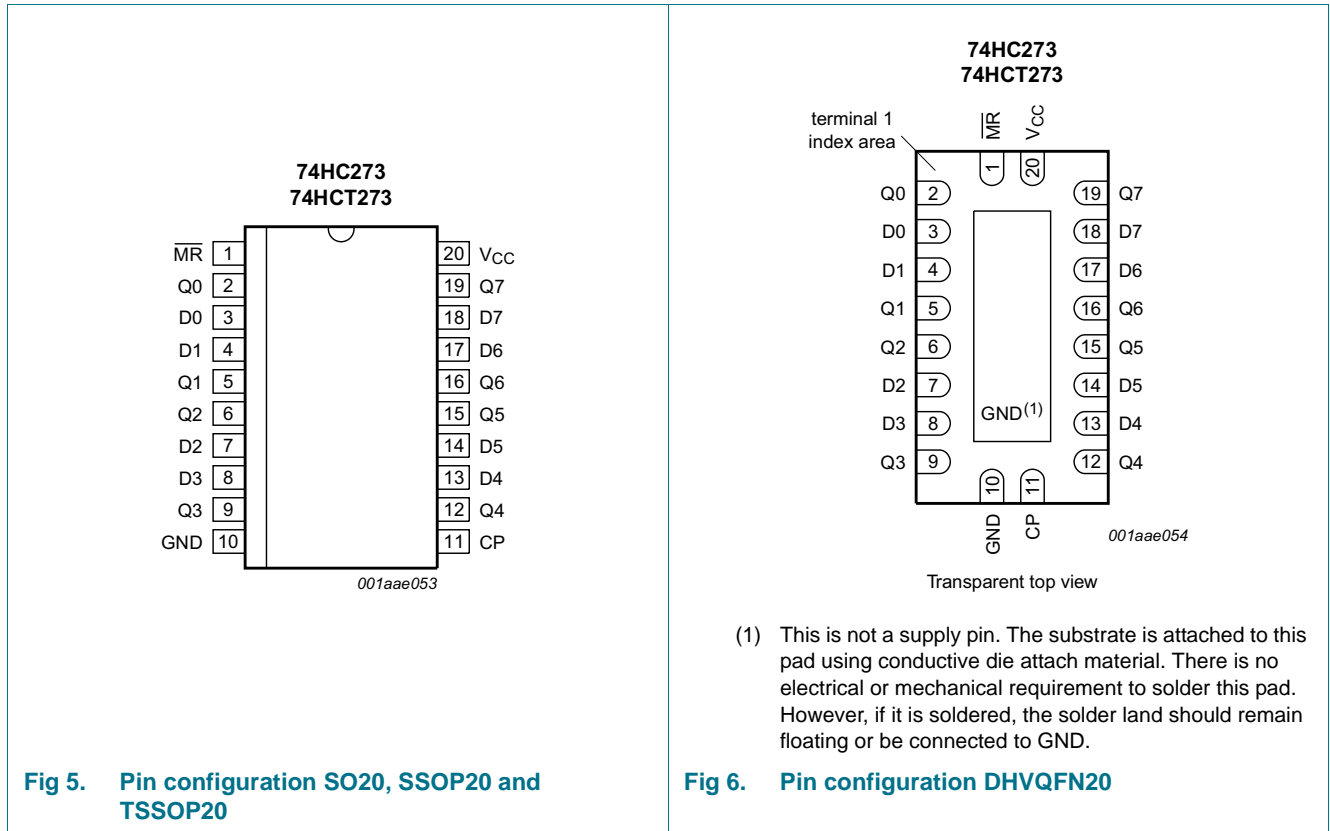 74HC273
74HCT273
MR 1
Q0 2
D0 3
D1 4
Q1 5
Q2 6
D2 7
D3 8
Q3 9
GND 10
20 VCC
19 Q7
18 D7
17 D6
16 Q6
15 Q5
14 D5
13 D4
12 Q4
11 CP
001aae053
Fig 5. Pin configuration SO20, SSOP20 and
TSSOP20
74HC273
74HCT273
terminal 1
index area
MR
VCC
1
20
Q0 2
D0 3
D1 4
Q1 5
Q2 6
D2 7
D3 8
Q3 9
19 Q7
18 D7
17 D6
16 Q6
15 Q5
14 D5
13 D4
12 Q4
GND(1)
10
11
GND
CP
001aae054
Transparent top view
(1) This is not a supply pin. The substrate is attached to this
pad using conductive die attach material. There is no
electrical or mechanical requirement to solder this pad.
However, if it is soldered, the solder land should remain
floating or be connected to GND.
Fig 6. Pin configuration DHVQFN20